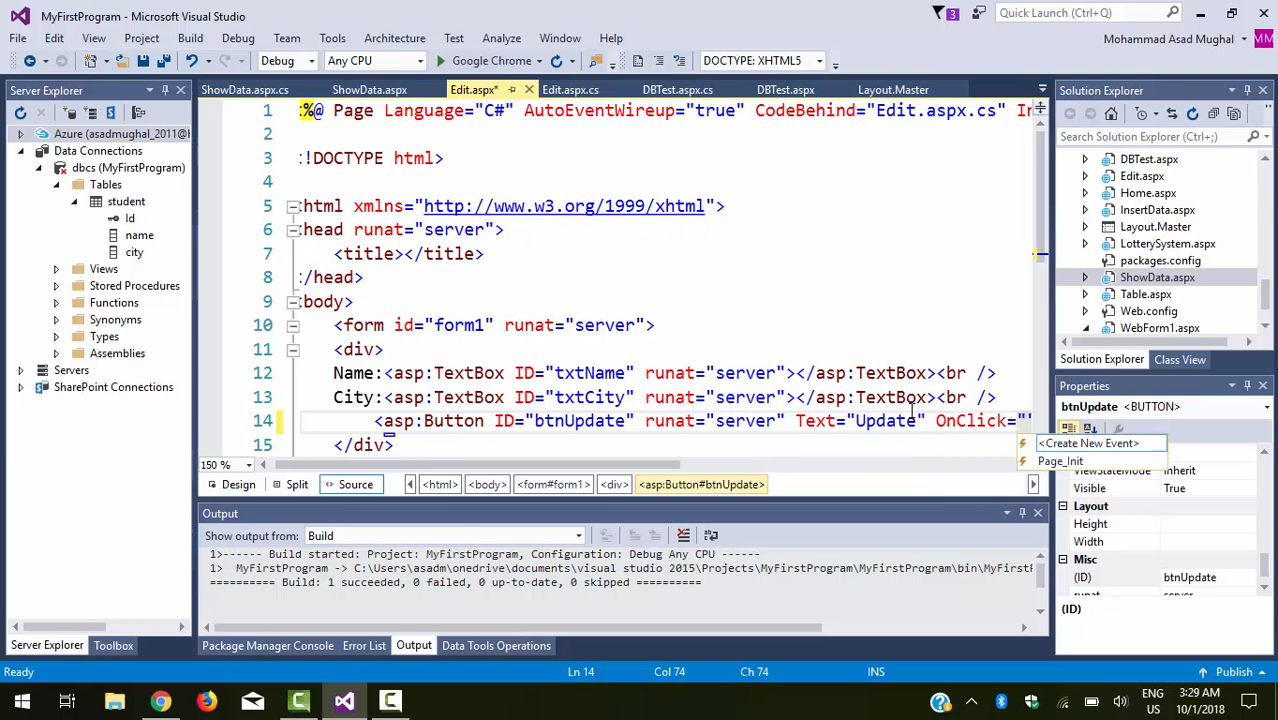 MyFirstProgram - Microsoft Visual Studio
3
Quick Launch (Ctrl+Q)
File Edit View Project Build Debug Team Tools Architecture Test Analyze Window Help
Mohammad Asad Mughal
MM
Debug
Any CPU
Google Chrome
DOCTYPE: XHTML5
Server Explorer
Azure (asadmughal_2011@
Data Connections
dbcs (MyFirstProgram)
Tables
student
Id
name
city
Views
Stored Procedures
Functions
Synonyms
Types
Assemblies
Servers
SharePoint Connections
Server Explorer Toolbox
ShowData.aspx.cs ShowData.aspx Edit.aspx* Edit.aspx.cs DBTest.aspx.cs DBTest.aspx Layout.Master
1 %@ Page Language="C#" AutoEventWireup="true" CodeBehind="Edit.aspx.cs" In
2
3 !DOCTYPE html>
4
5 html xmlns="http://www.w3.org/1999/xhtml">
6 head runat="server">
7 <title></title>
8 /head>
9 body>
10 <form id="form1" runat="server">
11 <div>
12 Name:<asp:TextBox ID="txtName" runat="server"></asp:TextBox><br />
13 City:<asp:TextBox ID="txtCity" runat="server"></asp:TextBox><br />
14 <asp:Button ID="btnUpdate" runat="server" Text="Update" OnClick=""
15 </div>
<Create New Event>
Page_Init
150 %
Design Split Source <html> <body> <form#form1> <div> <asp:Button#btnUpdate>
Output
Show output from: Build
1>------ Build started: Project: MyFirstProgram, Configuration: Debug Any CPU ------
1> MyFirstProgram -> C:\Users\asadm\onedrive\documents\visual studio 2015\Projects\MyFirstProgram\MyFirstProgram\bin\MyFirst
========== Build: 1 succeeded, 0 failed, 0 up-to-date, 0 skipped ==========
Package Manager Console Error List Output Data Tools Operations
Solution Explorer
Search Solution Explorer (Ctrl+;)
DBTest.aspx
Edit.aspx
Home.aspx
InsertData.aspx
Layout.Master
LotterySystem.aspx
packages.config
ShowData.aspx
Table.aspx
Web.config
WebForm1.aspx
Solution Explorer Class View
Properties
btnUpdate <BUTTON>
ViewStateMode Inherit
Visible True
Layout
Height
Width
Misc
(ID) btnUpdate
runat server
(ID)
Ready
Ln 14
Col 74
Ch 74
INS
Publish
ENG
PC US
3:29 AM
10/1/2018